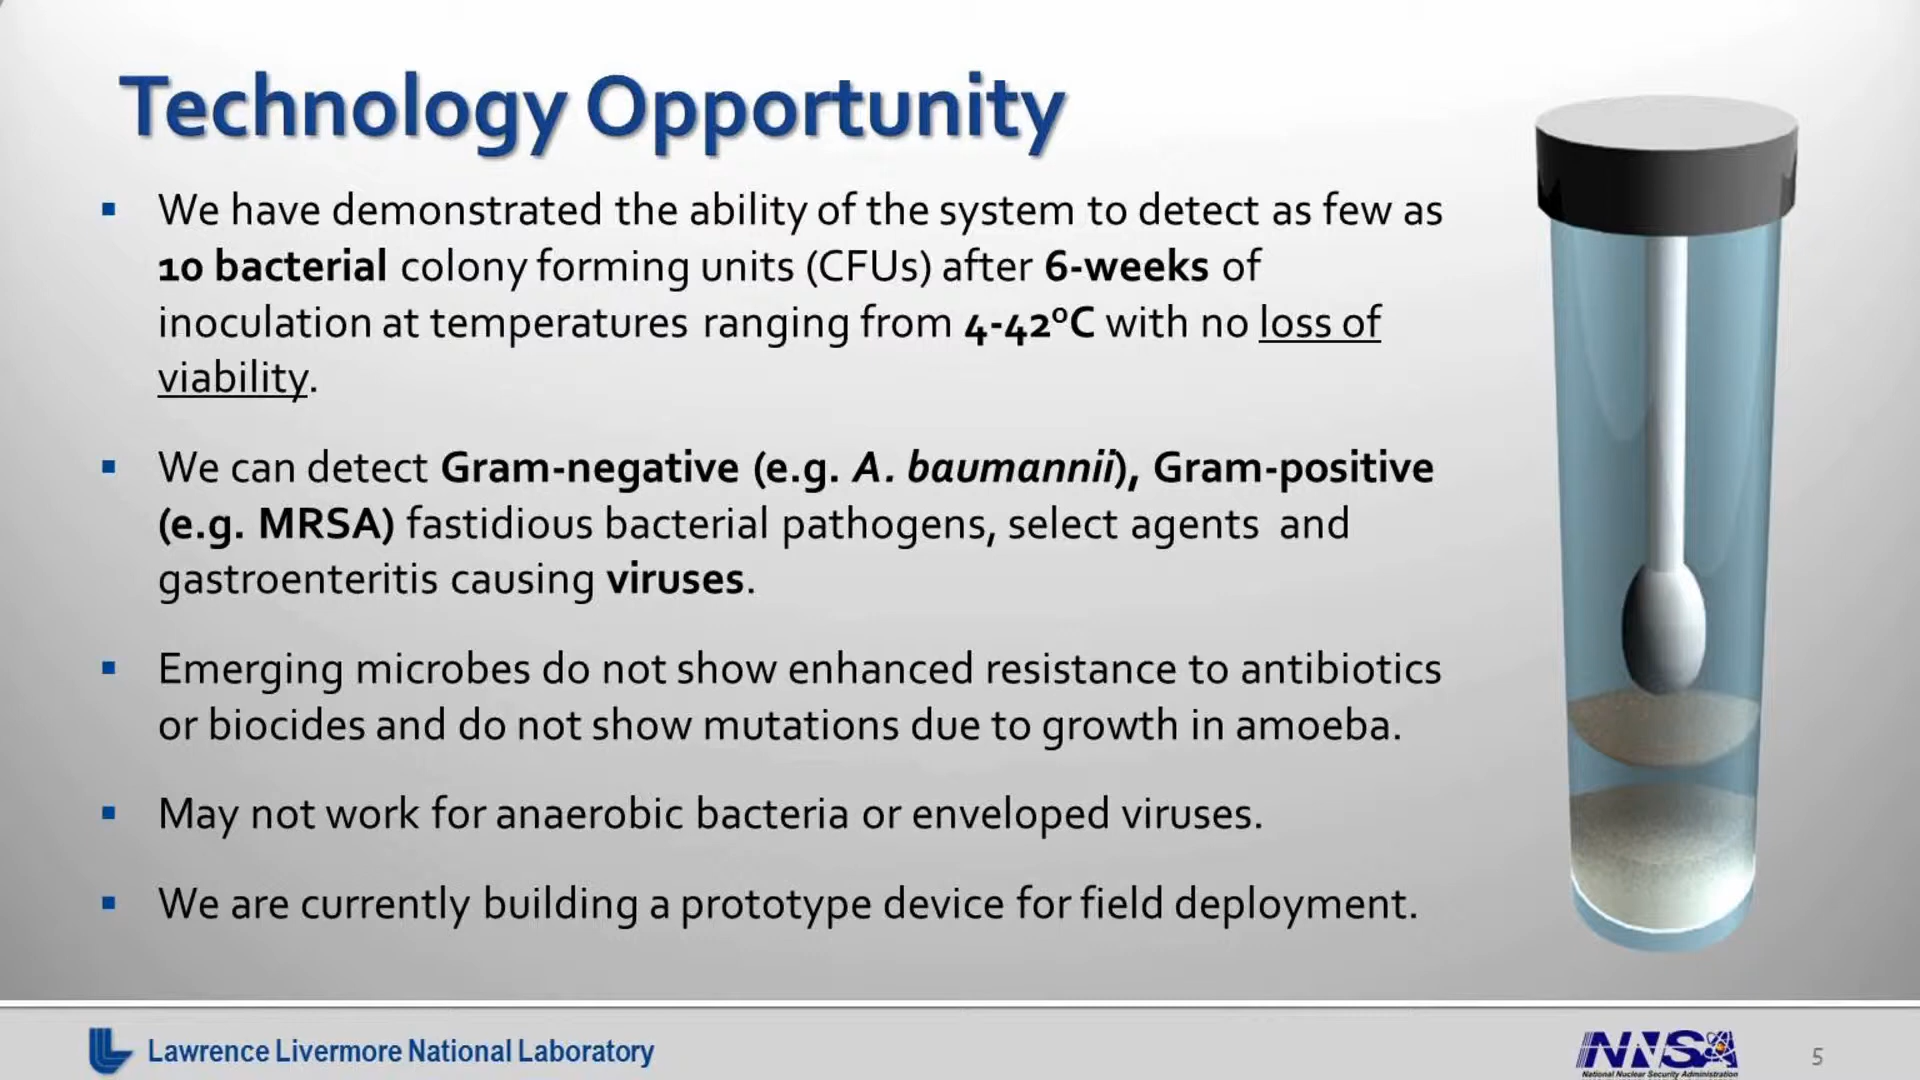 Technology Opportunity
▪ We have demonstrated the ability of the system to detect as few as
10 bacterial colony forming units (CFUs) after 6-weeks of
inoculation at temperatures ranging from 4-42ºC with no loss of
viability.
▪ We can detect Gram-negative (e.g. A. baumannii), Gram-positive
(e.g. MRSA) fastidious bacterial pathogens, select agents and
gastroenteritis causing viruses.
▪ Emerging microbes do not show enhanced resistance to antibiotics
or biocides and do not show mutations due to growth in amoeba.
▪ May not work for anaerobic bacteria or enveloped viruses.
▪ We are currently building a prototype device for field deployment.
Lawrence Livermore National Laboratory
NNSA
National Nuclear Security Administration
5